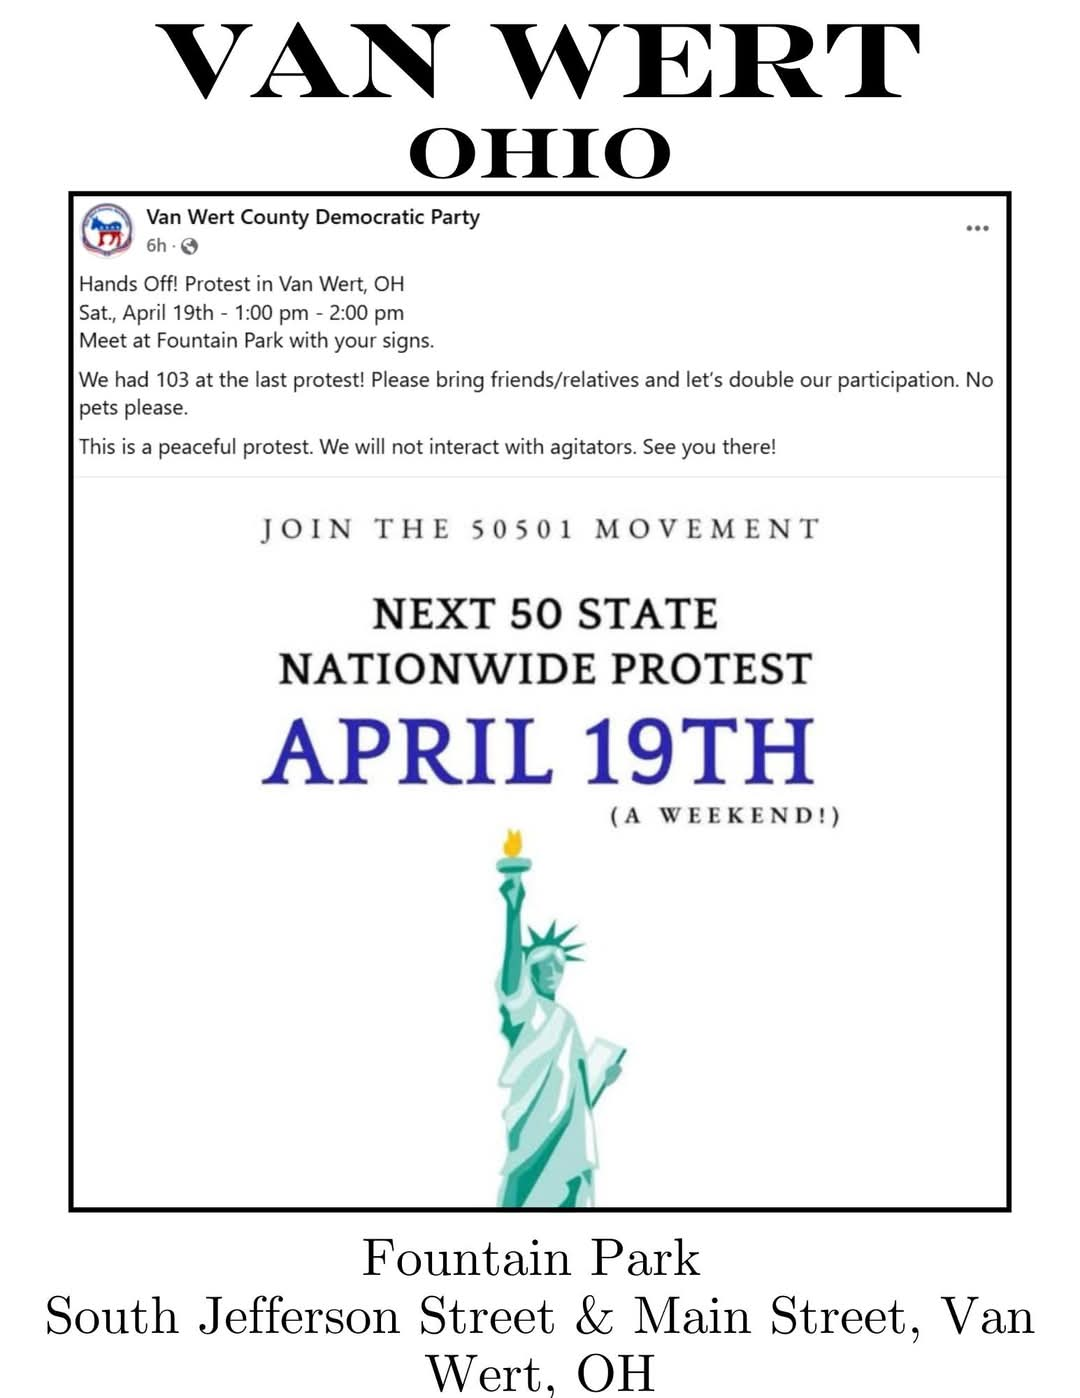 VAN WERT
OHIO
Van Wert County Democratic Party
6h ·
Hands Off! Protest in Van Wert, OH
Sat., April 19th - 1:00 pm - 2:00 pm
Meet at Fountain Park with your signs.
We had 103 at the last protest! Please bring friends/relatives and let's double our participation. No
pets please.
This is a peaceful protest. We will not interact with agitators. See you there!
JOIN THE 50501 MOVEMENT
NEXT 50 STATE
NATIONWIDE PROTEST
APRIL 19TH
(A WEEKEND!)
Fountain Park
South Jefferson Street & Main Street, Van
Wert, OH